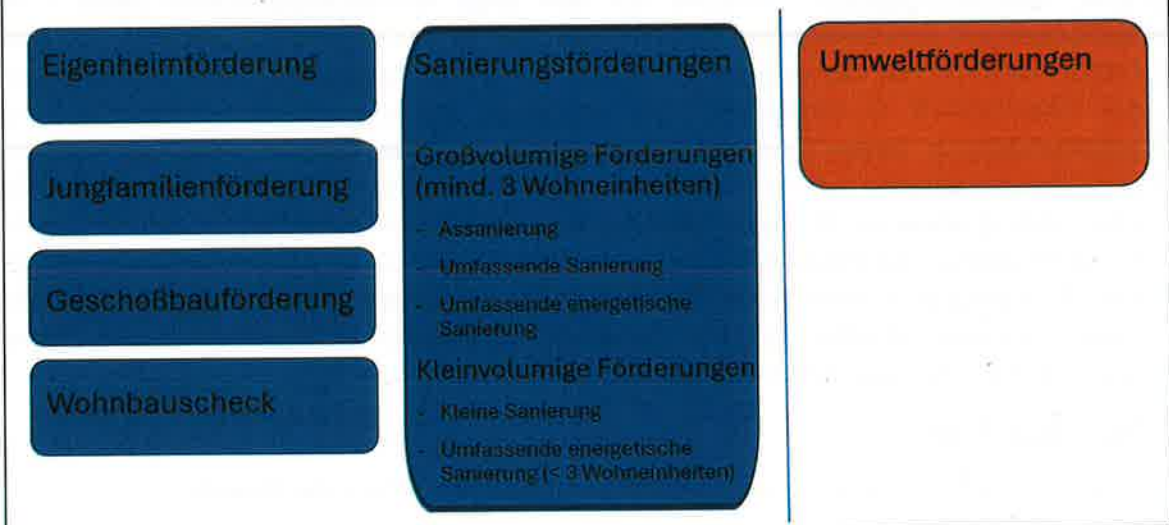 Eigenheimförderung
Jungfamilienförderung
Geschoßbauförderung
Wohnbauscheck
Sanierungsförderungen
Großvolumige Förderungen
(mind. 3 Wohneinheiten)
- Assanierung
- Umfassende Sanierung
- Umfassende energetische
Sanierung
Kleinvolumige Förderungen
- Kleine Sanierung
- Umfassende energetische
Sanierung (< 3 Wohneinheiten)
Umweltförderungen